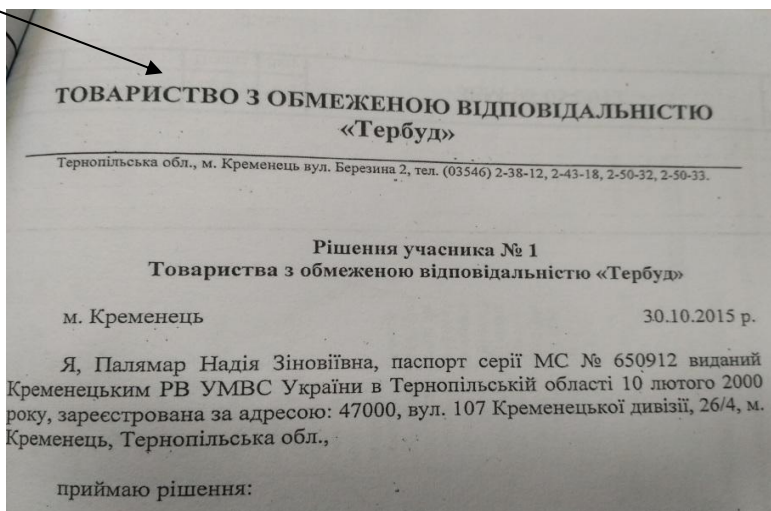 ТОВАРИСТВО З ОБМЕЖЕНОЮ ВІДПОВІДАЛЬНІСТЮ
«Тербуд»
Тернопільська обл., м. Кременець вул. Березина 2, тел. (03546) 2-38-12, 2-43-18, 2-50-32, 2-50-33.
Рішення учасника № 1
Товариства з обмеженою відповідальністю «Тербуд»
м. Кременець 30.10.2015 р.
Я, Палямар Надія Зіновіївна, паспорт серії МС № 650912 виданий
Кременецьким РВ УМВС України в Тернопільській області 10 лютого 2000
року, зареєстрована за адресою: 47000, вул. 107 Кременецької дивізії, 26/4, м.
Кременець, Тернопільська обл.,
приймаю рішення: